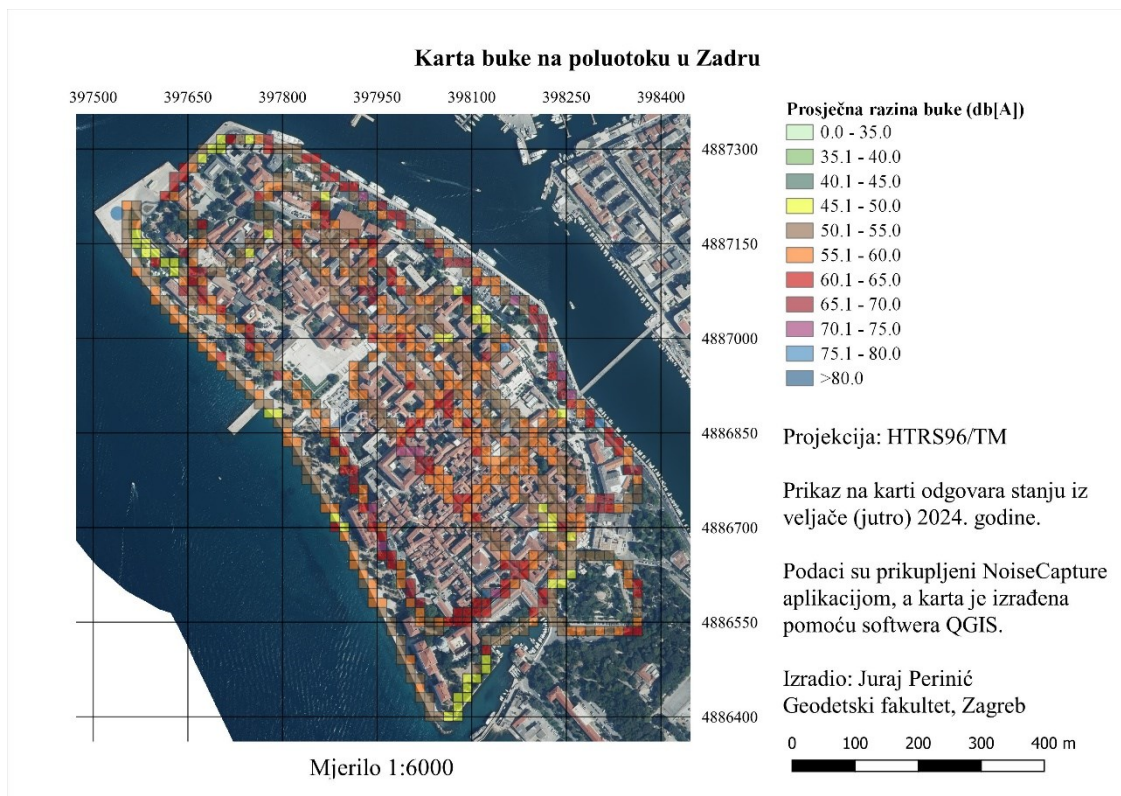 Karta buke na poluotoku u Zadru
397500 397650 397800 397950 398100 398250 398400
4887300
4887150
4887000
4886850
4886700
4886550
4886400
Prosječna razina buke (db[A])
0.0 - 35.0
35.1 - 40.0
40.1 - 45.0
45.1 - 50.0
50.1 - 55.0
55.1 - 60.0
60.1 - 65.0
65.1 - 70.0
70.1 - 75.0
75.1 - 80.0
>80.0
Projekcija: HTRS96/TM
Prikaz na karti odgovara stanju iz
veljače (jutro) 2024. godine.
Podaci su prikupljeni NoiseCapture
aplikacijom, a karta je izrađena
pomoću softwera QGIS.
Izradio: Juraj Perinić
Geodetski fakultet, Zagreb
0 100 200 300 400 m
Mjerilo 1:6000